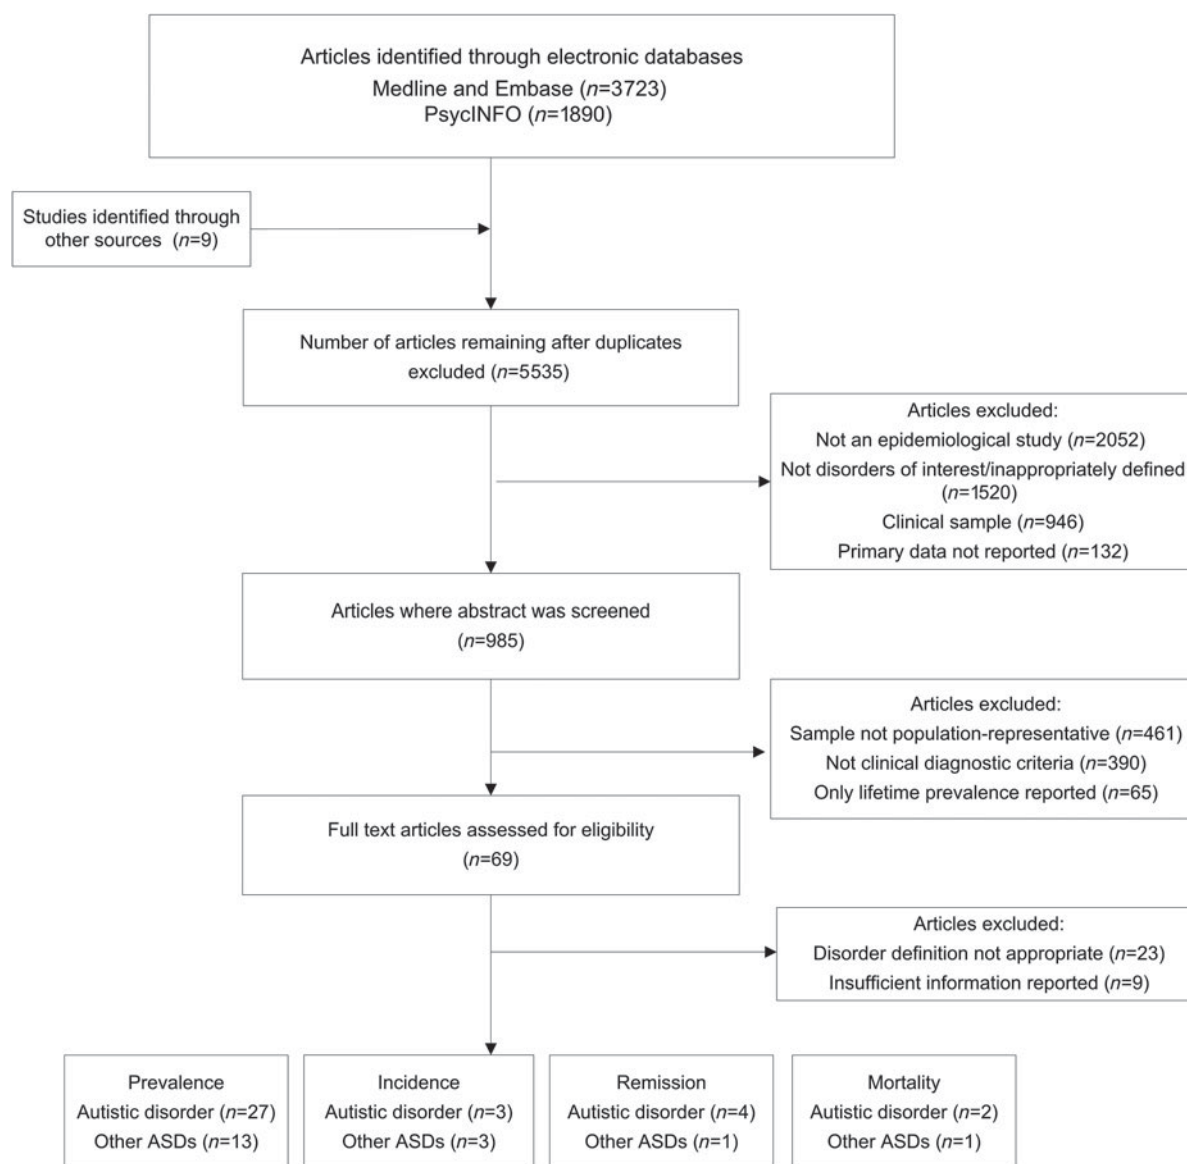 Articles identified through electronic databases
Medline and Embase (n=3723)
PsycINFO (n=1890)
Studies identified through
other sources (n=9)
Number of articles remaining after duplicates
excluded (n=5535)
Articles excluded:
Not an epidemiological study (n=2052)
Not disorders of interest/inappropriately defined
(n=1520)
Clinical sample (n=946)
Primary data not reported (n=132)
Articles where abstract was screened
(n=985)
Articles excluded:
Sample not population-representative (n=461)
Not clinical diagnostic criteria (n=390)
Only lifetime prevalence reported (n=65)
Full text articles assessed for eligibility
(n=69)
Articles excluded:
Disorder definition not appropriate (n=23)
Insufficient information reported (n=9)
Prevalence
Autistic disorder (n=27)
Other ASDs (n=13)
Incidence
Autistic disorder (n=3)
Other ASDs (n=3)
Remission
Autistic disorder (n=4)
Other ASDs (n=1)
Mortality
Autistic disorder (n=2)
Other ASDs (n=1)